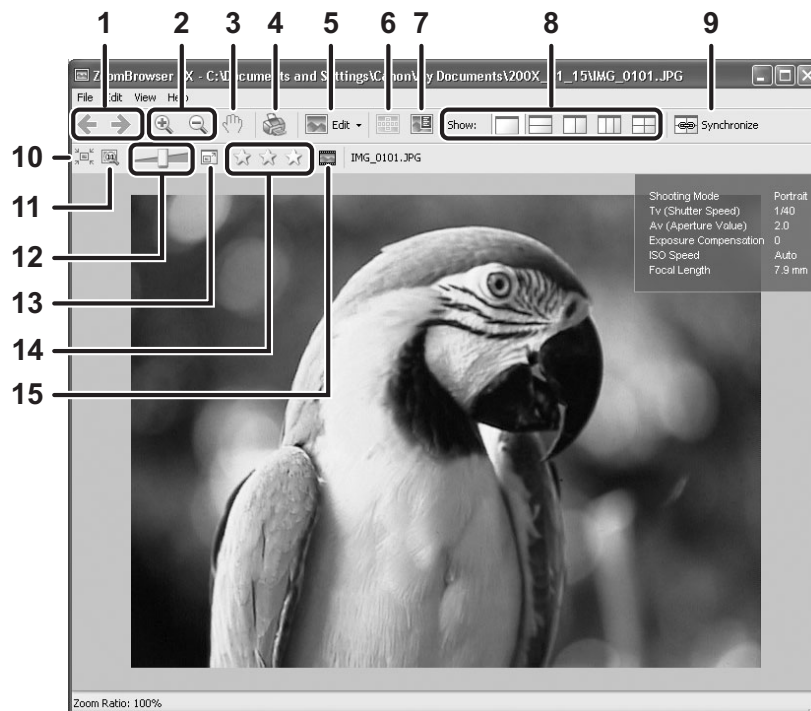 1 2 3 4 5 6 7 8 9
ZoomBrowser EX - C:\Documents and Settings\Canon\My Documents\200X_01_15\IMG_0101.JPG
File Edit View Help
Edit Show: Synchronize
10
IMG_0101.JPG
11
12
13
14
15
Shooting Mode Portrait
Tv (Shutter Speed) 1/40
Av (Aperture Value) 2.0
Exposure Compensation 0
ISO Speed Auto
Focal Length 7.9 mm
Zoom Ratio: 100%